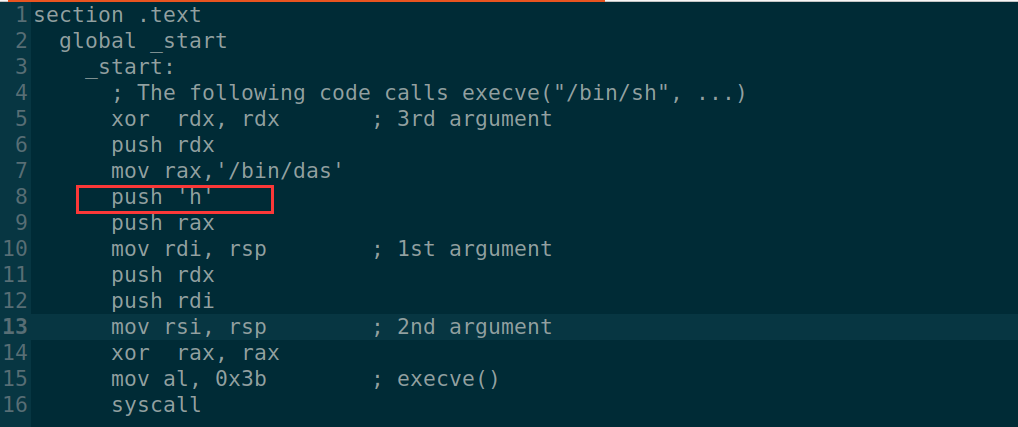 1 section .text
2 global _start
3 _start:
4 ; The following code calls execve("/bin/sh", ...)
5 xor  rdx, rdx       ; 3rd argument
6 push rdx
7 mov rax,'/bin/das'
8 push 'h'
9 push rax
10 mov rdi, rsp        ; 1st argument
11 push rdx
12 push rdi
13 mov rsi, rsp        ; 2nd argument
14 xor  rax, rax
15 mov al, 0x3b        ; execve()
16 syscall